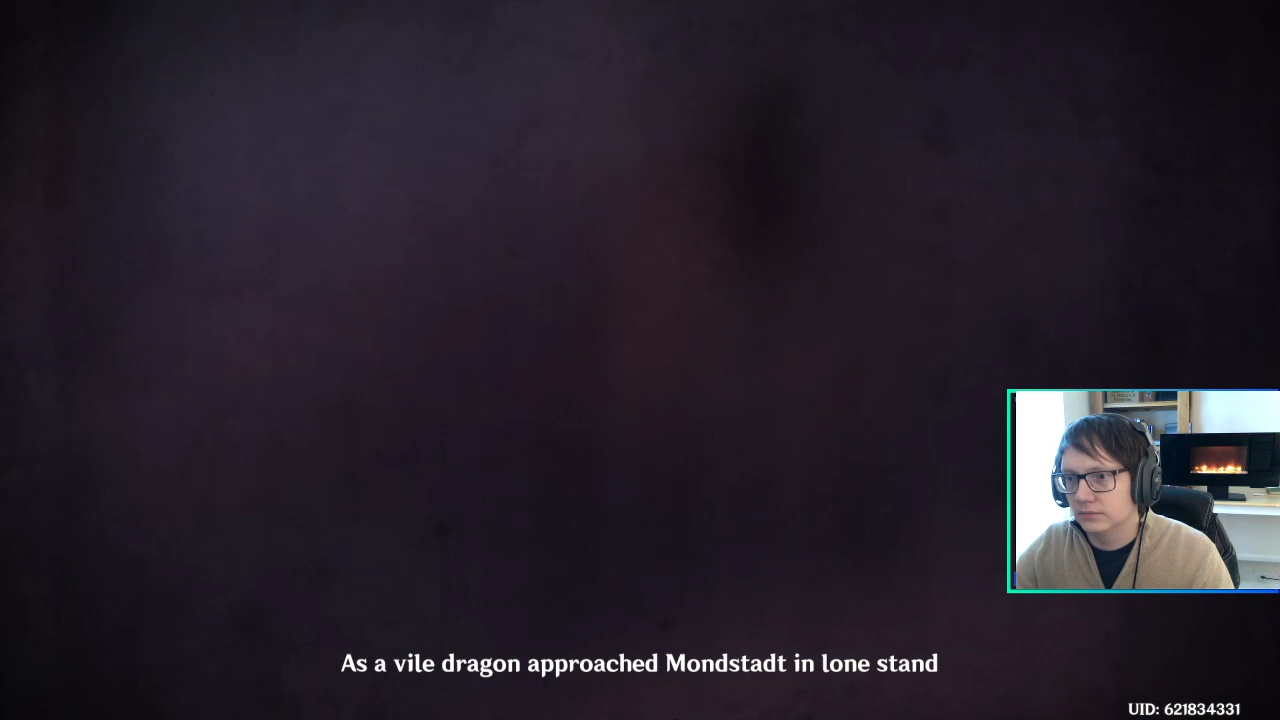 As a vile dragon approached Mondstadt in lone stand
UID: 621834331